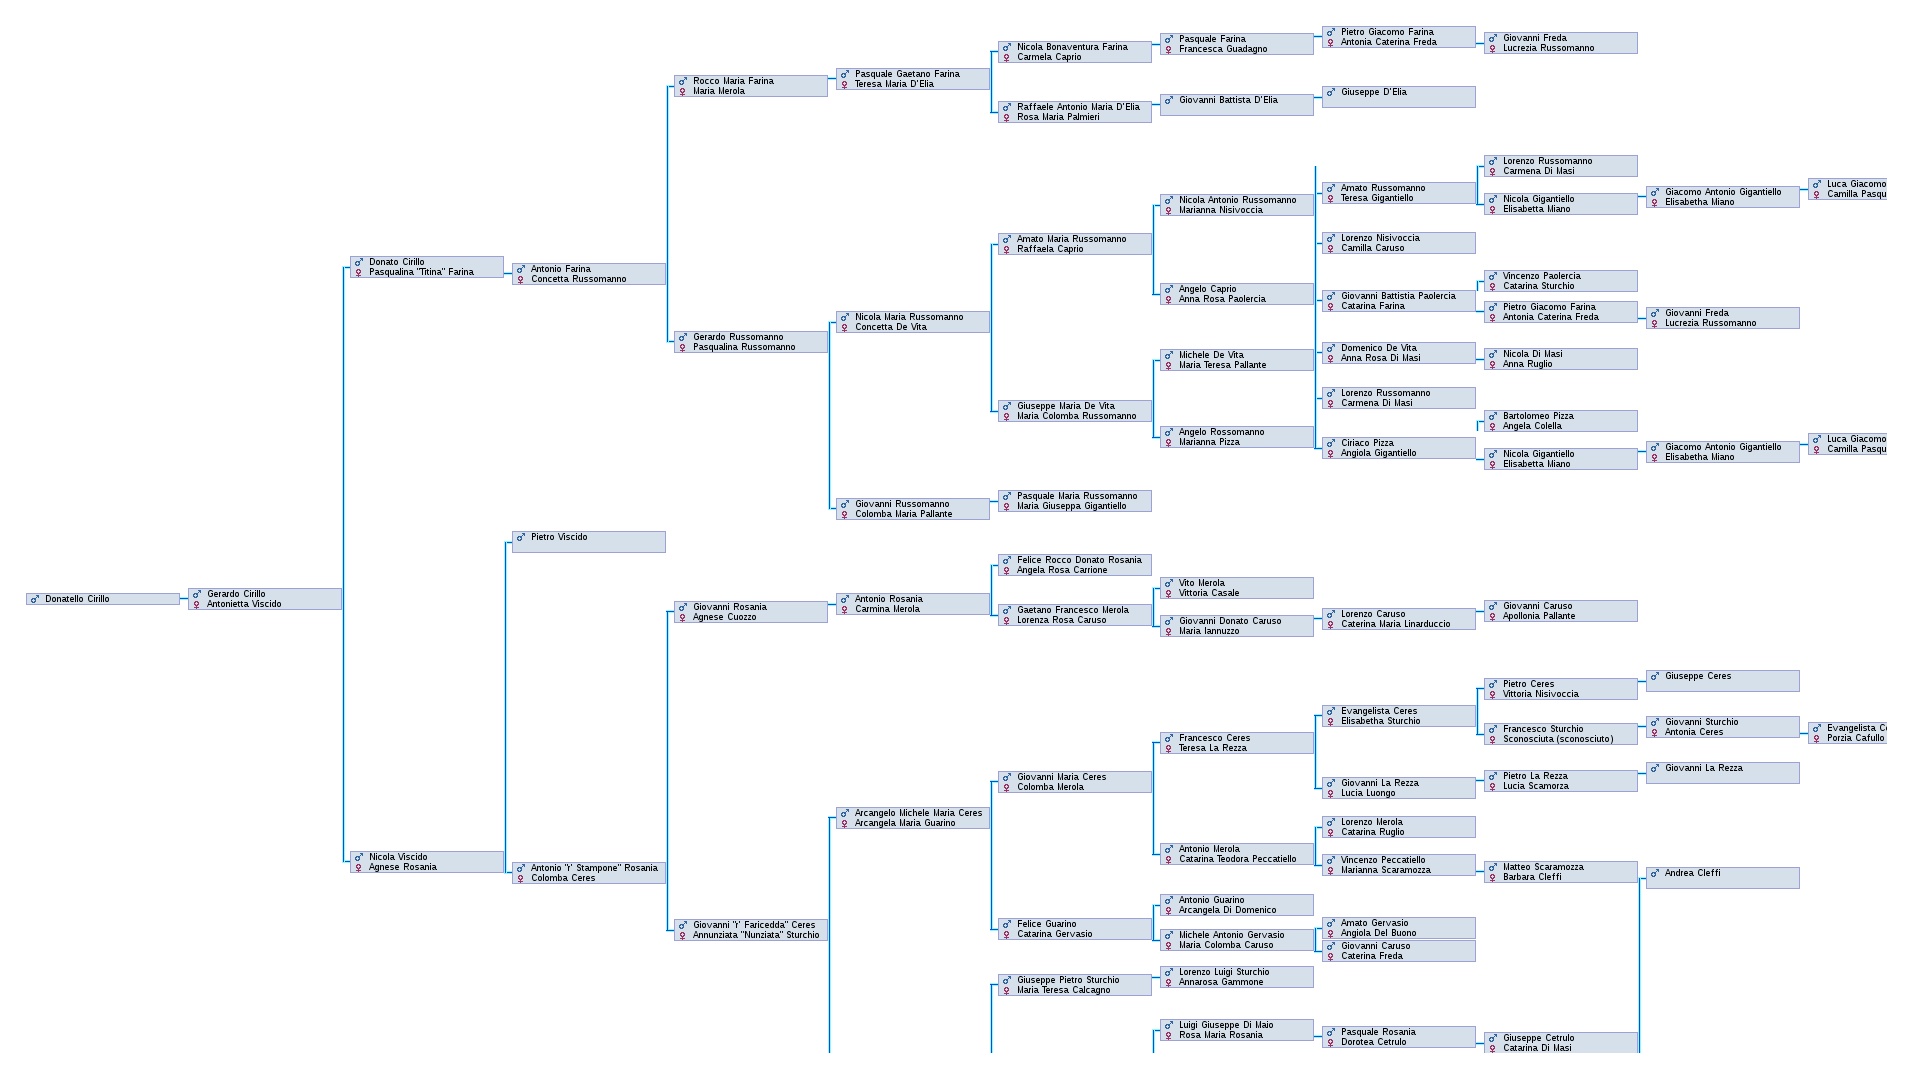 Donatello Cirillo
Gerardo Cirillo
Antonietta Viscido
Donato Cirillo
Pasqualina "Titina" Farina
Nicola Viscido
Agnese Rosania
Antonio Farina
Concetta Russomanno
Pietro Viscido
Antonio "r' Stampone" Rosania
Colomba Ceres
Rocco Maria Farina
Maria Merola
Gerardo Russomanno
Pasqualina Russomanno
Giovanni Rosania
Agnese Cuozzo
Giovanni "r' Faricedda" Ceres
Annunziata "Nunziata" Sturchio
Pasquale Gaetano Farina
Teresa Maria D'Elia
Nicola Maria Russomanno
Concetta De Vita
Giovanni Russomanno
Colomba Maria Pallante
Antonio Rosania
Carmina Merola
Arcangelo Michele Maria Ceres
Arcangela Maria Guarino
Nicola Bonaventura Farina
Carmela Caprio
Raffaele Antonio Maria D'Elia
Rosa Maria Palmieri
Amato Maria Russomanno
Raffaela Caprio
Giuseppe Maria De Vita
Maria Colomba Russomanno
Pasquale Maria Russomanno
Maria Giuseppa Gigantiello
Felice Rocco Donato Rosania
Angela Rosa Carrione
Gaetano Francesco Merola
Lorenza Rosa Caruso
Giovanni Maria Ceres
Colomba Merola
Felice Guarino
Catarina Gervasio
Giuseppe Pietro Sturchio
Maria Teresa Calcagno
Pasquale Farina
Francesca Guadagno
Giovanni Battista D'Elia
Nicola Antonio Russomanno
Marianna Nisivoccia
Angelo Caprio
Anna Rosa Paolercia
Michele De Vita
Maria Teresa Pallante
Angelo Rossomanno
Marianna Pizza
Vito Merola
Vittoria Casale
Giovanni Donato Caruso
Maria Iannuzzo
Francesco Ceres
Teresa La Rezza
Antonio Merola
Catarina Teodora Peccatiello
Antonio Guarino
Arcangela Di Domenico
Michele Antonio Gervasio
Maria Colomba Caruso
Lorenzo Luigi Sturchio
Annarosa Gammone
Luigi Giuseppe Di Maio
Rosa Maria Rosania
Pietro Giacomo Farina
Antonia Caterina Freda
Giuseppe D'Elia
Amato Russomanno
Teresa Gigantiello
Lorenzo Nisivoccia
Camilla Caruso
Giovanni Battistia Paolercia
Catarina Farina
Domenico De Vita
Anna Rosa Di Masi
Lorenzo Russomanno
Carmena Di Masi
Ciriaco Pizza
Angiola Gigantiello
Lorenzo Caruso
Caterina Maria Linarduccio
Evangelista Ceres
Elisabetha Sturchio
Giovanni La Rezza
Lucia Luongo
Lorenzo Merola
Catarina Ruglio
Vincenzo Peccatiello
Marianna Scaramozza
Amato Gervasio
Angiola Del Buono
Giovanni Caruso
Caterina Freda
Pasquale Rosania
Dorotea Cetrulo
Giovanni Freda
Lucrezia Russomanno
Lorenzo Russomanno
Carmena Di Masi
Nicola Gigantiello
Elisabetta Miano
Vincenzo Paolercia
Catarina Sturchio
Pietro Giacomo Farina
Antonia Caterina Freda
Nicola Di Masi
Anna Ruglio
Bartolomeo Pizza
Angela Colella
Nicola Gigantiello
Elisabetta Miano
Giovanni Caruso
Apollonia Pallante
Pietro Ceres
Vittoria Nisivoccia
Francesco Sturchio
Sconosciuta (sconosciuto)
Pietro La Rezza
Lucia Scamorza
Matteo Scaramozza
Barbara Cleffi
Giuseppe Cetrulo
Catarina Di Masi
Giacomo Antonio Gigantiello
Elisabetha Miano
Giovanni Freda
Lucrezia Russomanno
Giacomo Antonio Gigantiello
Elisabetha Miano
Giuseppe Ceres
Giovanni Sturchio
Antonia Ceres
Giovanni La Rezza
Andrea Cleffi
Luca Giacomo
Camilla Pasqu
Luca Giacomo
Camilla Pasqu
Evangelista Ce
Porzia Cafullo